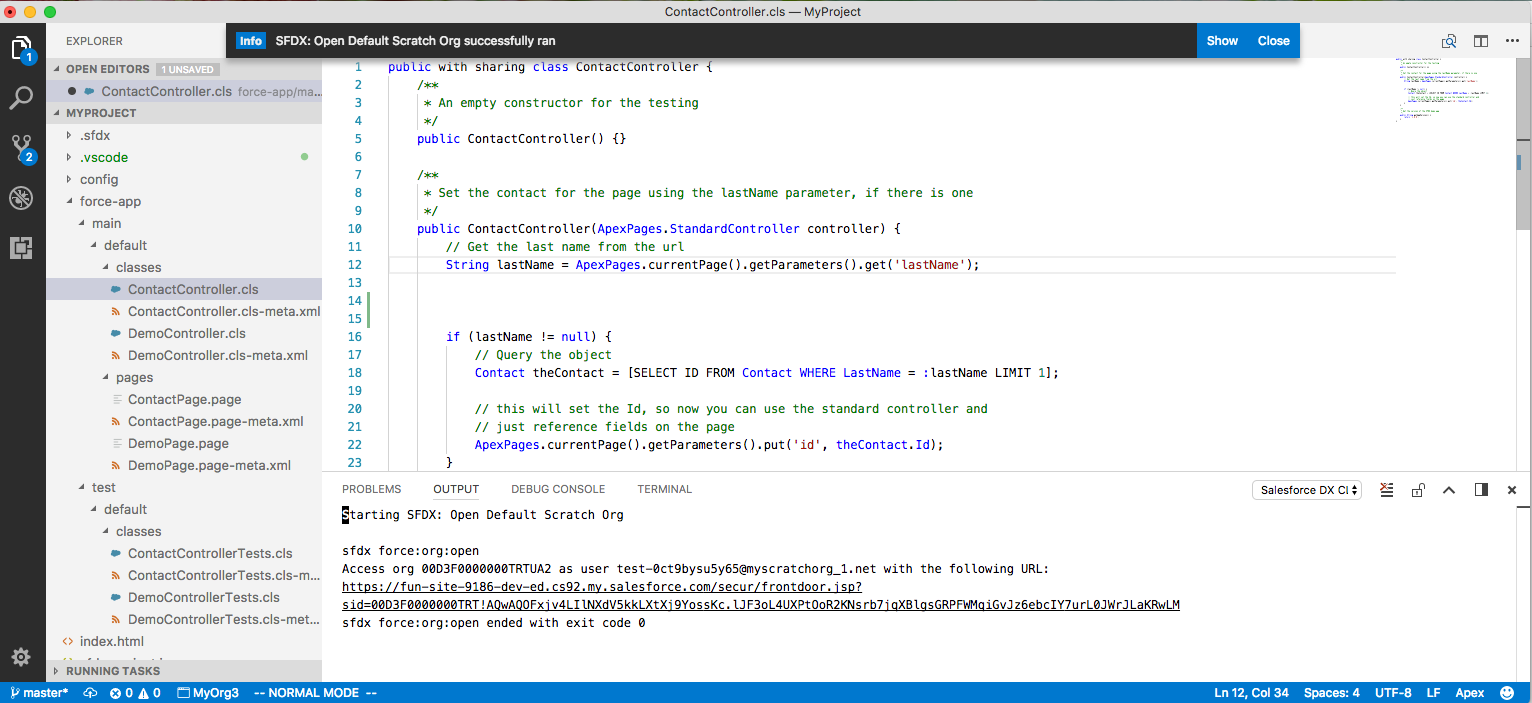 ContactController.cls — MyProject
EXPLORER
Info SFDX: Open Default Scratch Org successfully ran
Show Close
1
OPEN EDITORS 1 UNSAVED
ContactController.cls force-app/ma...
MYPROJECT
.sfdx
.vscode
2
config
force-app
main
default
classes
ContactController.cls
ContactController.cls-meta.xml
DemoController.cls
DemoController.cls-meta.xml
pages
ContactPage.page
ContactPage.page-meta.xml
DemoPage.page
DemoPage.page-meta.xml
test
default
classes
ContactControllerTests.cls
ContactControllerTests.cls-m...
DemoControllerTests.cls
DemoControllerTests.cls-met...
index.html
RUNNING TASKS
1 public with sharing class ContactController {
2 /**
3 * An empty constructor for the testing
4 */
5 public ContactController() {}
6
7 /**
8 * Set the contact for the page using the lastName parameter, if there is one
9 */
10 public ContactController(ApexPages.StandardController controller) {
11 // Get the last name from the url
12 String lastName = ApexPages.currentPage().getParameters().get('lastName');
13
14
15
16 if (lastName != null) {
17 // Query the object
18 Contact theContact = [SELECT ID FROM Contact WHERE LastName = :lastName LIMIT 1];
19
20 // this will set the Id, so now you can use the standard controller and
21 // just reference fields on the page
22 ApexPages.currentPage().getParameters().put('id', theContact.Id);
23 }
PROBLEMS OUTPUT DEBUG CONSOLE TERMINAL
Salesforce DX Cl
Starting SFDX: Open Default Scratch Org
sfdx force:org:open
Access org 00D3F0000000TRTUA2 as user test-0ct9bysu5y65@myscratchorg_1.net with the following URL:
https://fun-site-9186-dev-ed.cs92.my.salesforce.com/secur/frontdoor.jsp?
sid=00D3F0000000TRT!AQwAQOFxjv4LIlNXdV5kkLXtXj9YossKc.lJF3oL4UXPtOoR2KNsrb7jqXBlgsGRPFWMqiGvJz6ebcIY7urL0JWrJLaKRwLM
sfdx force:org:open ended with exit code 0
master* 0 0 MyOrg3 -- NORMAL MODE --
Ln 12, Col 34 Spaces: 4 UTF-8 LF Apex